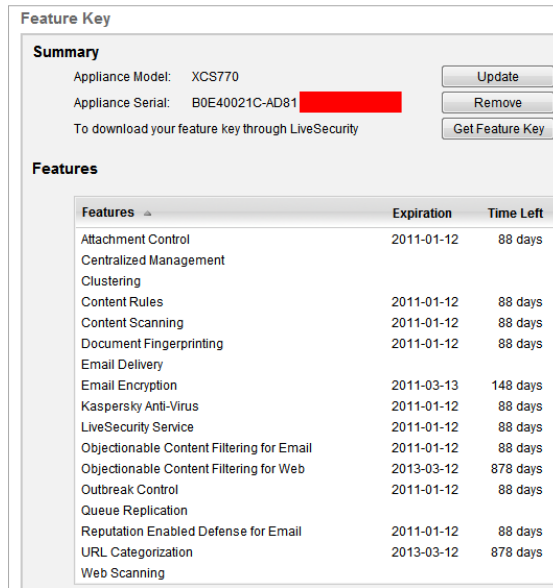 Feature Key
Summary
Appliance Model: XCS770 Update
Appliance Serial: B0E40021C-AD81 Remove
To download your feature key through LiveSecurity Get Feature Key
Features
Features Expiration Time Left
Attachment Control 2011-01-12 88 days
Centralized Management
Clustering
Content Rules 2011-01-12 88 days
Content Scanning 2011-01-12 88 days
Document Fingerprinting 2011-01-12 88 days
Email Delivery
Email Encryption 2011-03-13 148 days
Kaspersky Anti-Virus 2011-01-12 88 days
LiveSecurity Service 2011-01-12 88 days
Objectionable Content Filtering for Email 2011-01-12 88 days
Objectionable Content Filtering for Web 2013-03-12 878 days
Outbreak Control 2011-01-12 88 days
Queue Replication
Reputation Enabled Defense for Email 2011-01-12 88 days
URL Categorization 2013-03-12 878 days
Web Scanning